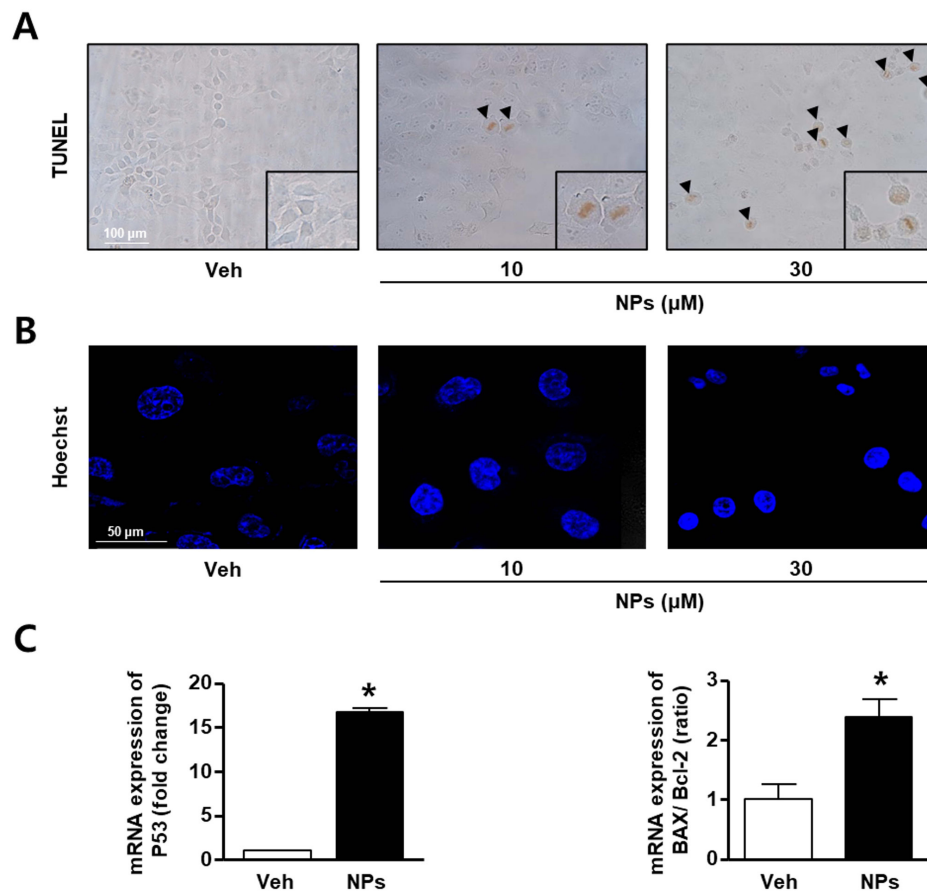 A
TUNEL
100 µm
Veh
10
30
NPs (µM)
B
Hoechst
50 µm
Veh
10
30
NPs (µM)
C
mRNA expression of
P53 (fold change)
20
15
10
5
0
*
Veh
NPs
mRNA expression of
BAX/ Bcl-2 (ratio)
3
2
1
0
*
Veh
NPs